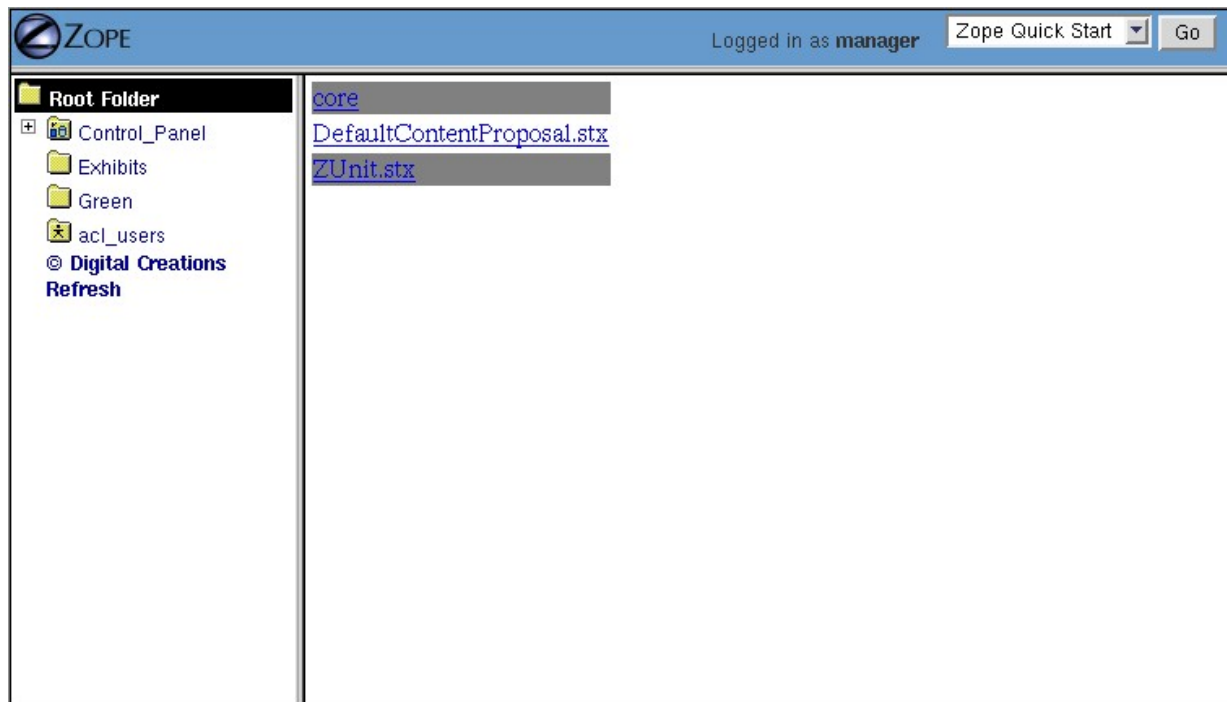 ZOPE
Logged in as manager
Zope Quick Start
Go
Root Folder
Control_Panel
Exhibits
Green
acl_users
© Digital Creations
Refresh
core
DefaultContentProposal.stx
ZUnit.stx